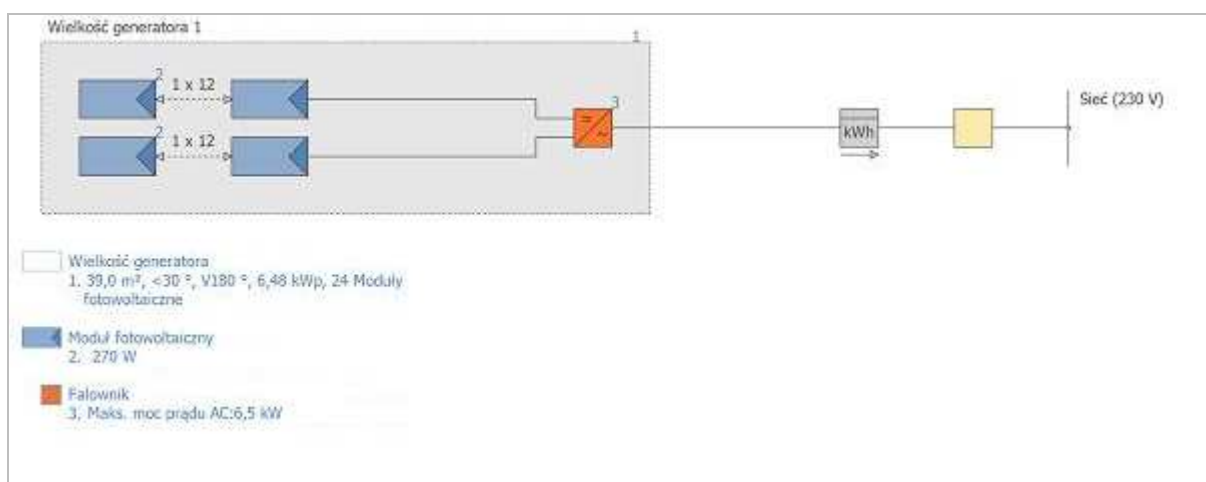 Wielkość generatora 1
1
2
1 x 12
3
Sieć (230 V)
2
1 x 12
=
~
kWh
Wielkość generatora
1. 39,0 m², <30 °, V180 °, 6,48 kWp, 24 Moduły
fotowoltaiczne
Moduł fotowoltaiczny
2. 270 W
Falownik
3. Maks. moc prądu AC:6,5 kW